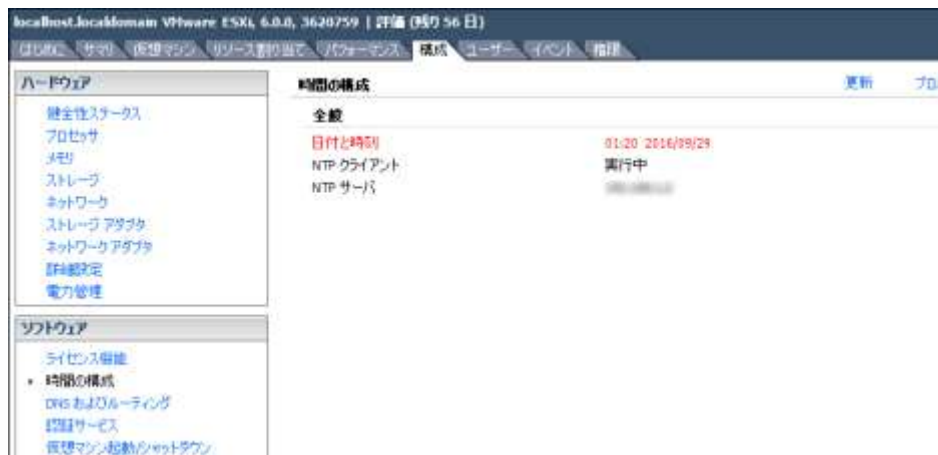 localhost.localdomain VMware ESXi, 6.0.0, 3620759 | 評価 (残り 56 日)
はじめに サマリ 仮想マシン リソース割り当て パフォーマンス 構成 ユーザー イベント 権限
ハードウェア
健全性ステータス
プロセッサ
メモリ
ストレージ
ネットワーク
ストレージ アダプタ
ネットワーク アダプタ
詳細設定
電力管理
ソフトウェア
ライセンス機能
時間の構成
DNS およびルーティング
認証サービス
仮想マシン起動/シャットダウン
時間の構成 更新 プロ
全般
日付と時刻 01:20 2016/09/29
NTP クライアント 実行中
NTP サーバ